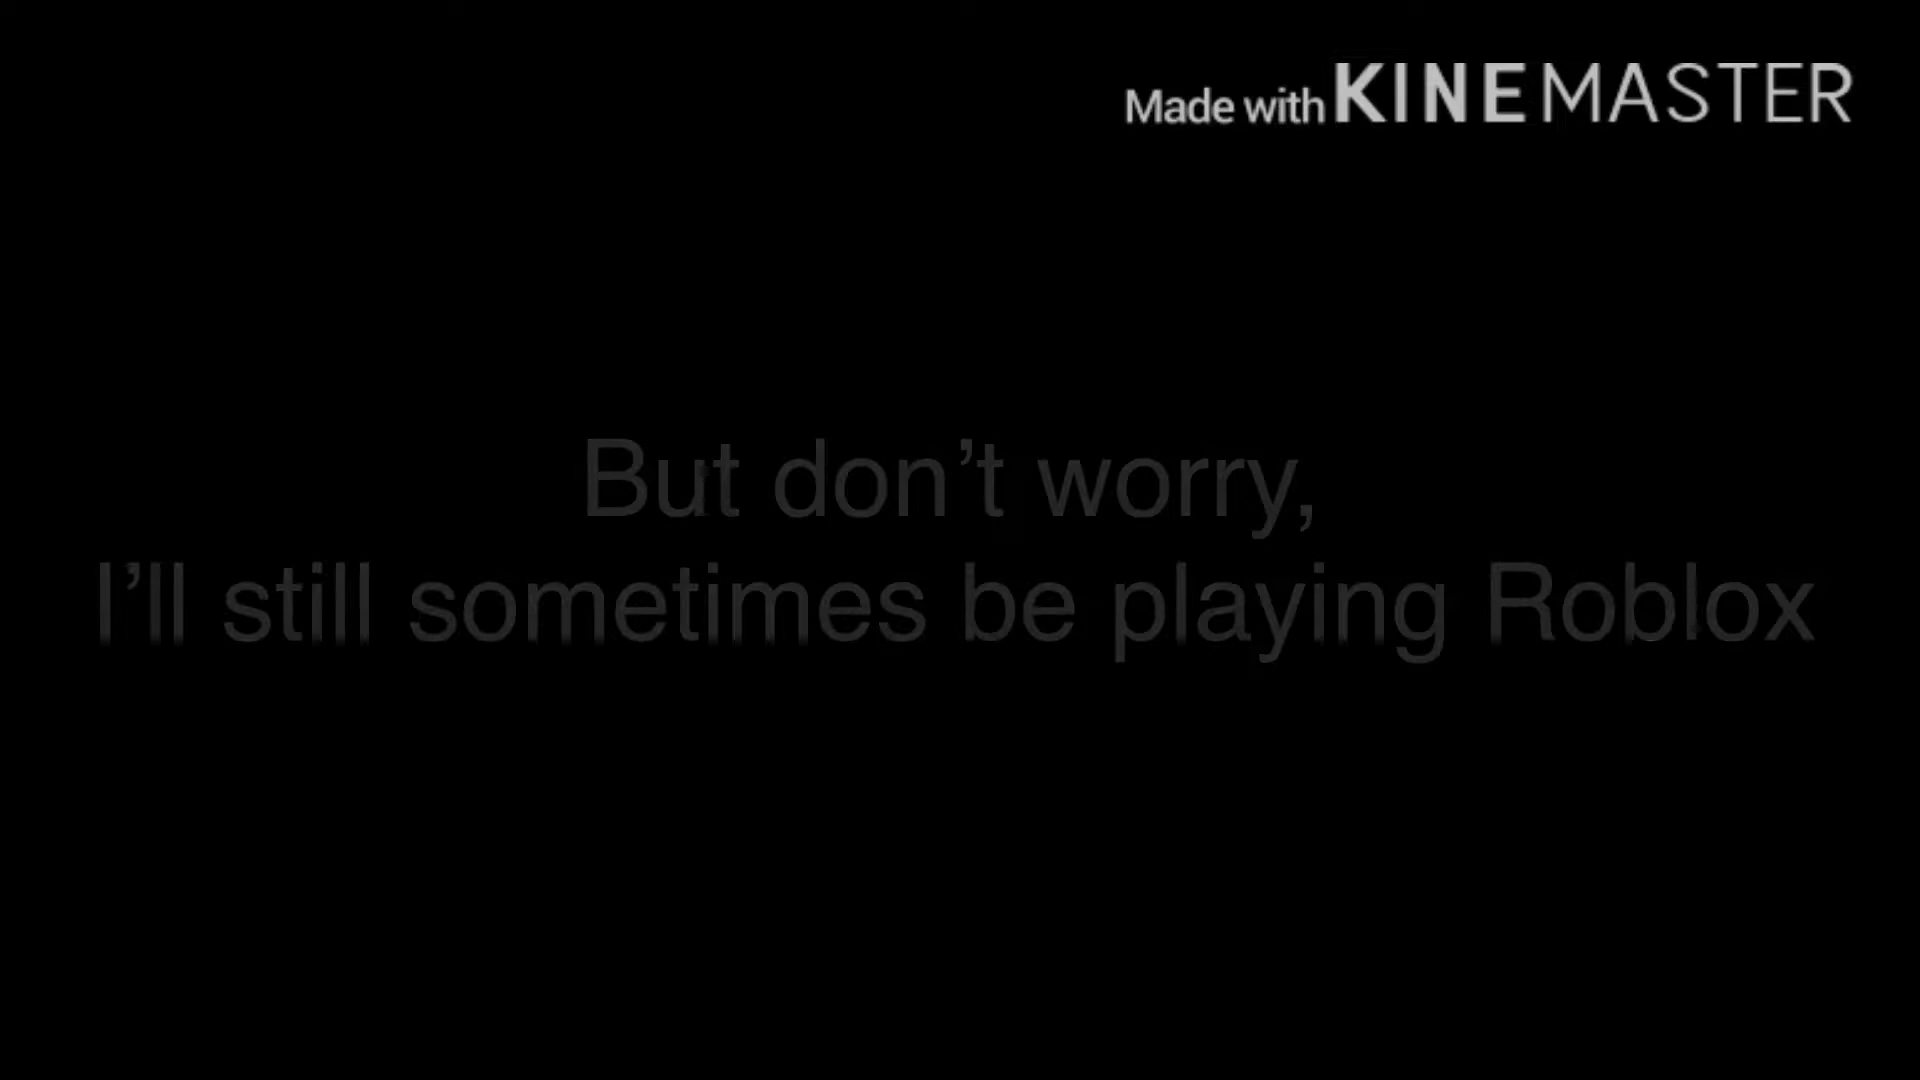 Made with KINEMASTER
But don’t worry,
I’ll still sometimes be playing Roblox